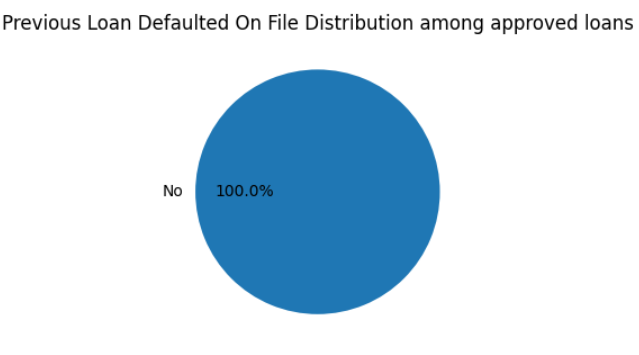 Previous Loan Defaulted On File Distribution among approved loans
No 100.0%